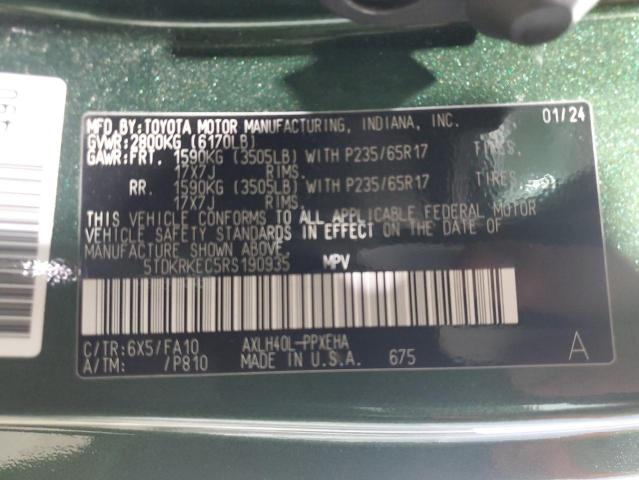 MFD.BY:TOYOTA MOTOR MANUFACTURING, INDIANA, INC. 01/24
GVWR:2800KG (6170LB)
GAWR:FRT. 1590KG (3505LB) WITH P235/65R17 TIRES,
17X7J RIMS.
RR. 1590KG (3505LB) WITH P235/65R17 TIRES,
17X7J RIMS.
THIS VEHICLE CONFORMS TO ALL APPLICABLE FEDERAL MOTOR
VEHICLE SAFETY STANDARDS IN EFFECT ON THE DATE OF
MANUFACTURE SHOWN ABOVE.
5TDKRKEC5RS190935 MPV
C/TR:6X5/FA10 AXLH40L-PPXEHA
A/TM: /P810 MADE IN U.S.A. 675 A